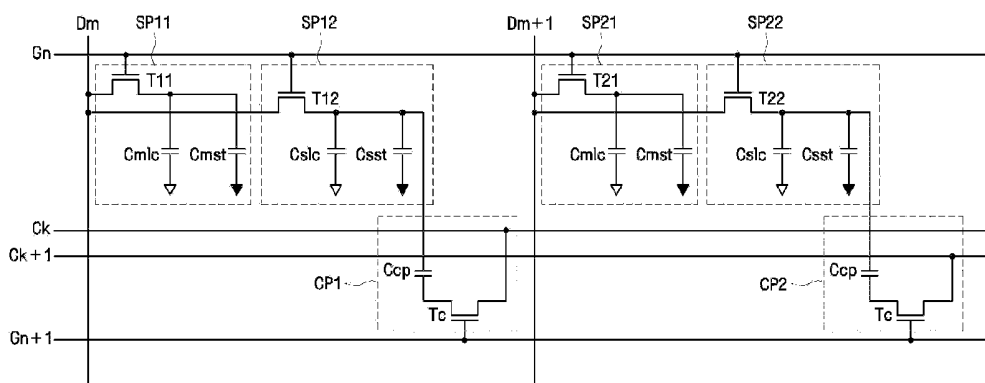 Dm SP11 SP12 Dm+1 SP21 SP22
Gn
T11 T12 T21 T22
Cmlc Cmst Cslc Csst Cmlc Cmst Cslc Csst
Ck
Ck+1
Ccp Ccp
CP1 CP2
Tc Tc
Gn+1